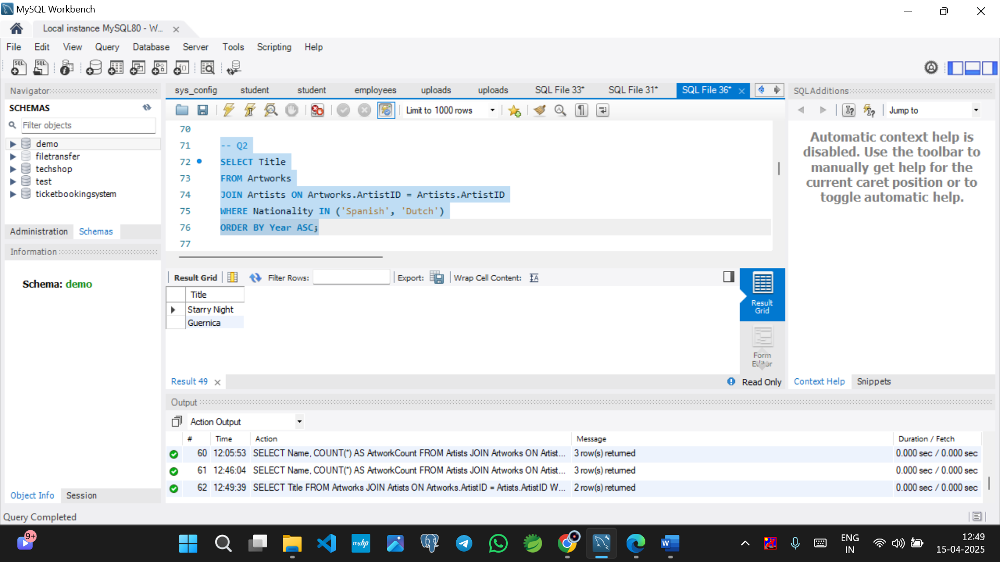 MySQL Workbench
Local instance MySQL80 - W...
File Edit View Query Database Server Tools Scripting Help
Navigator
SCHEMAS
Filter objects
demo
filetransfer
techshop
test
ticketbookingsystem
Administration Schemas
Information
Schema: demo
Object Info Session
sys_config student student employees uploads uploads SQL File 33* SQL File 31* SQL File 36*
Limit to 1000 rows
70
71 -- Q2
72 SELECT Title
73 FROM Artworks
74 JOIN Artists ON Artworks.ArtistID = Artists.ArtistID
75 WHERE Nationality IN ('Spanish', 'Dutch')
76 ORDER BY Year ASC;
77
Result Grid Filter Rows: Export: Wrap Cell Content:
Title
Starry Night
Guernica
Result Grid
Form Editor
Result 49
Read Only
SQLAdditions
Jump to
Automatic context help is
disabled. Use the toolbar to
manually get help for the
current caret position or to
toggle automatic help.
Context Help Snippets
Output
Action Output
# Time Action Message Duration / Fetch
60 12:05:53 SELECT Name, COUNT(*) AS ArtworkCount FROM Artists JOIN Artworks ON Artist... 3 row(s) returned 0.000 sec / 0.000 sec
61 12:46:04 SELECT Name, COUNT(*) AS ArtworkCount FROM Artists JOIN Artworks ON Artist... 3 row(s) returned 0.000 sec / 0.000 sec
62 12:49:39 SELECT Title FROM Artworks JOIN Artists ON Artworks.ArtistID = Artists.ArtistID W... 2 row(s) returned 0.000 sec / 0.000 sec
Query Completed
9+
myhp
W
ENG
IN
12:49
15-04-2025